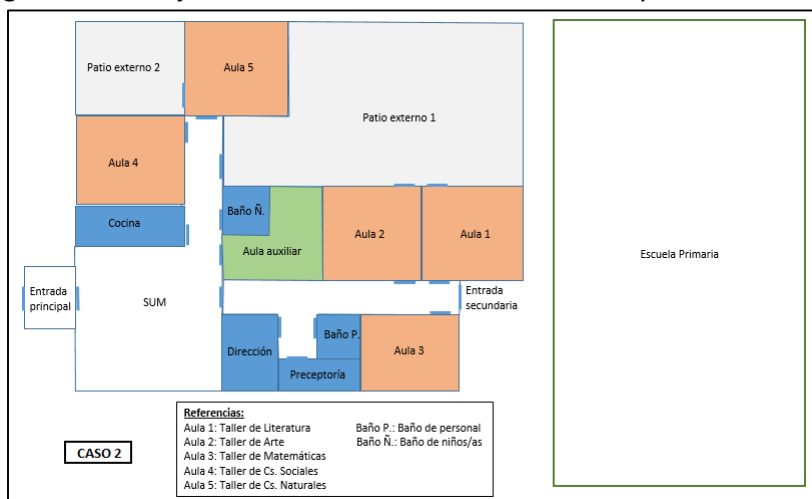 Patio externo 2
Aula 5
Patio externo 1
Aula 4
Baño Ñ.
Aula 2
Aula 1
Cocina
Aula auxiliar
Escuela Primaria
Entrada
principal
SUM
Entrada
secundaria
Baño P.
Dirección
Aula 3
Preceptoría
Referencias:
Aula 1: Taller de Literatura Baño P.: Baño de personal
Aula 2: Taller de Arte Baño Ñ.: Baño de niños/as
Aula 3: Taller de Matemáticas
Aula 4: Taller de Cs. Sociales
Aula 5: Taller de Cs. Naturales
CASO 2